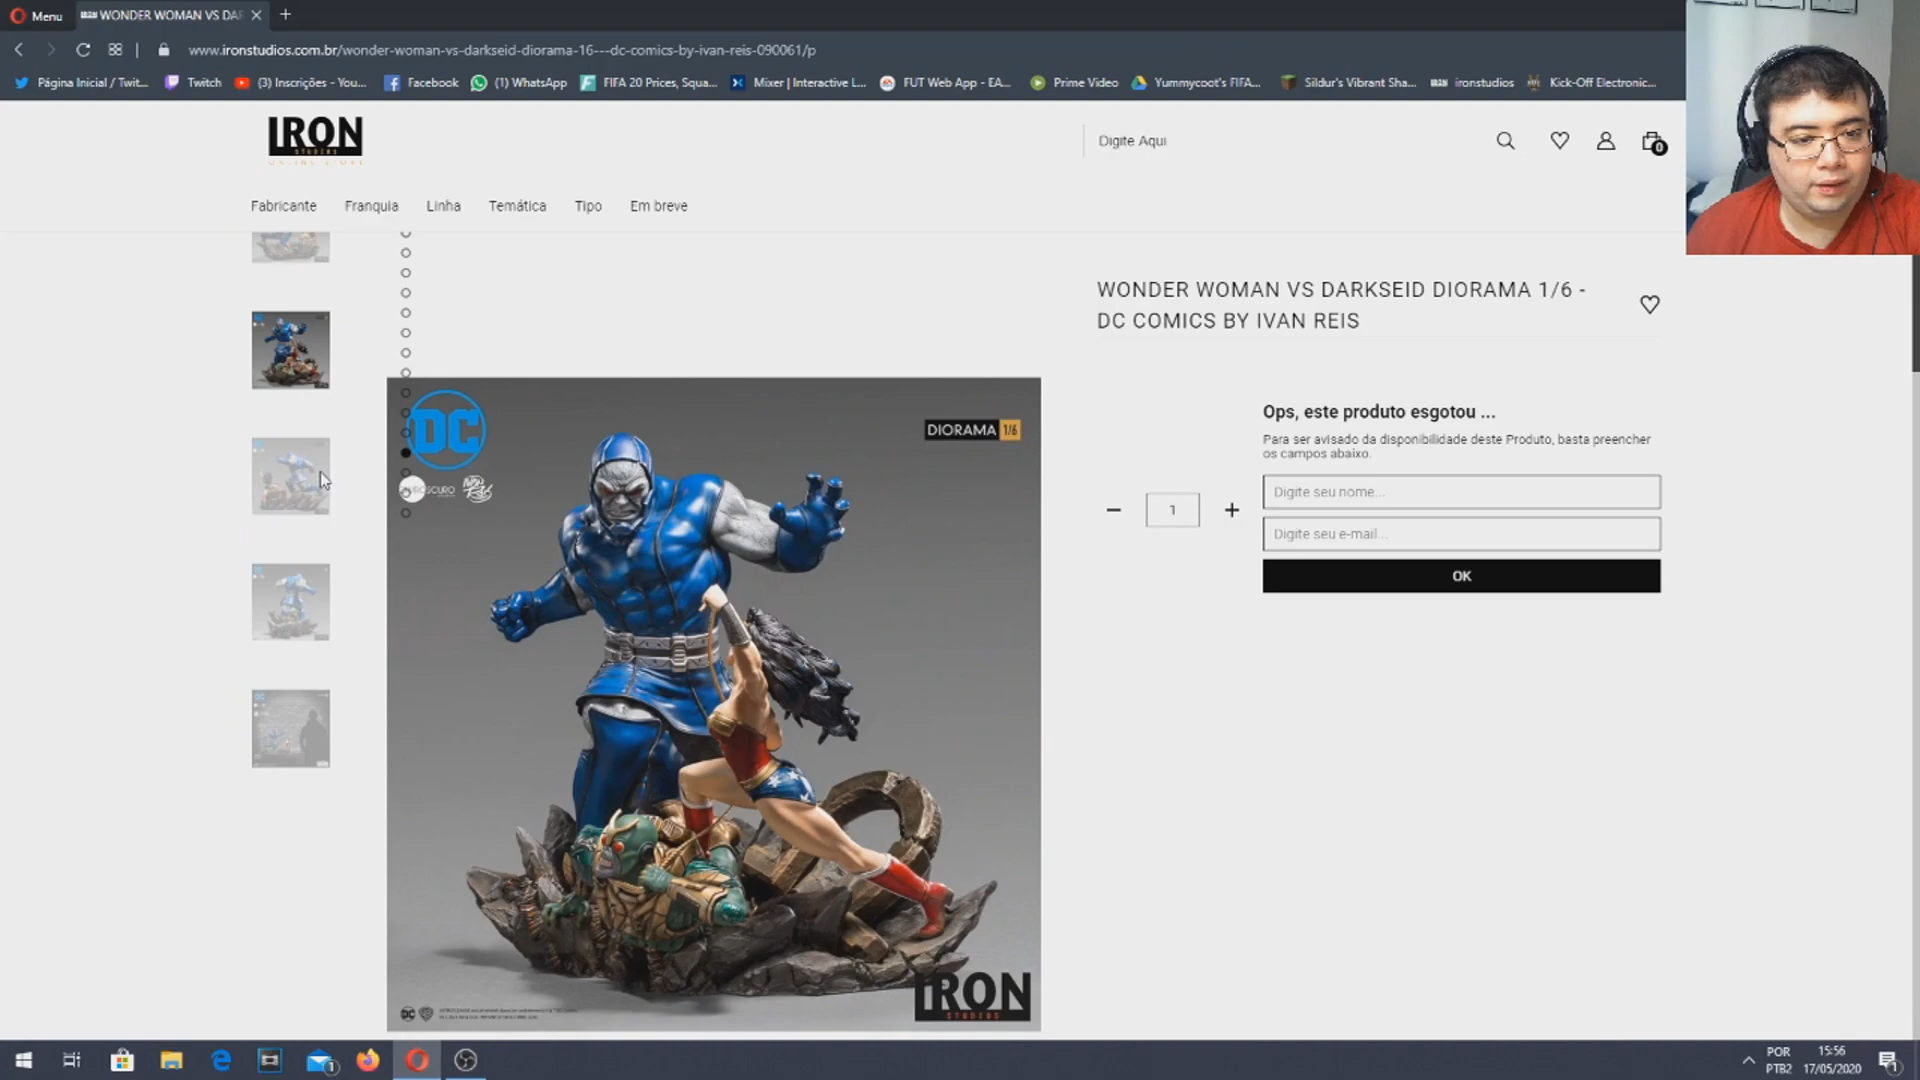 Menu
WONDER WOMAN VS DAR
www.ironstudios.com.br/wonder-woman-vs-darkseid-diorama-16---dc-comics-by-ivan-reis-090061/p
Página Inicial / Twit...
Twitch
(3) Inscrições - You...
Facebook
(1) WhatsApp
FIFA 20 Prices, Squa...
Mixer | Interactive L...
FUT Web App - EA...
Prime Video
Yummycoot's FIFA...
Sildur's Vibrant Sha...
ironstudios
Kick-Off Electronic...
IRON
STUDIOS
ONLINE STORE
Digite Aqui
0
Fabricante
Franquia
Linha
Temática
Tipo
Em breve
WONDER WOMAN VS DARKSEID DIORAMA 1/6 -
DC COMICS BY IVAN REIS
DC
DIORAMA 1/6
Ops, este produto esgotou ...
Para ser avisado da disponibilidade deste Produto, basta preencher
os campos abaixo.
Digite seu nome...
1
Digite seu e-mail...
OK
IRON
STUDIOS
POR
PTB2
15:56
17/05/2020